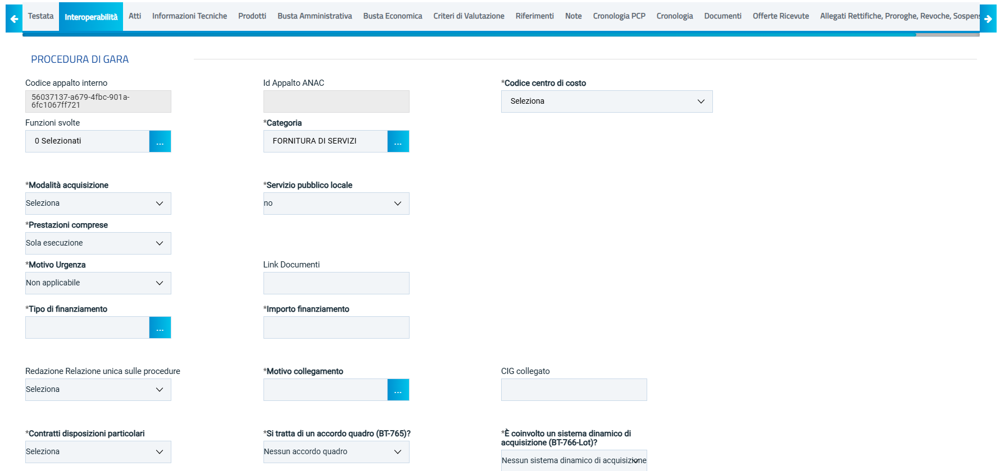 Testata Interoperabilità Atti Informazioni Tecniche Prodotti Busta Amministrativa Busta Economica Criteri di Valutazione Riferimenti Note Cronologia PCP Cronologia Documenti Offerte Ricevute Allegati Rettifiche, Proroghe, Revoche, Sospens
PROCEDURA DI GARA
Codice appalto interno
56037137-a679-4fbc-901a-
6fc1067ff721
Id Appalto ANAC
*Codice centro di costo
Seleziona
Funzioni svolte
0 Selezionati
...
*Categoria
FORNITURA DI SERVIZI
...
*Modalità acquisizione
Seleziona
*Servizio pubblico locale
no
*Prestazioni comprese
Sola esecuzione
*Motivo Urgenza
Non applicabile
Link Documenti
*Tipo di finanziamento
...
*Importo finanziamento
Redazione Relazione unica sulle procedure
Seleziona
*Motivo collegamento
...
CIG collegato
*Contratti disposizioni particolari
Seleziona
*Si tratta di un accordo quadro (BT-765)?
Nessun accordo quadro
*È coinvolto un sistema dinamico di
acquisizione (BT-766-Lot)?
Nessun sistema dinamico di acquisizione